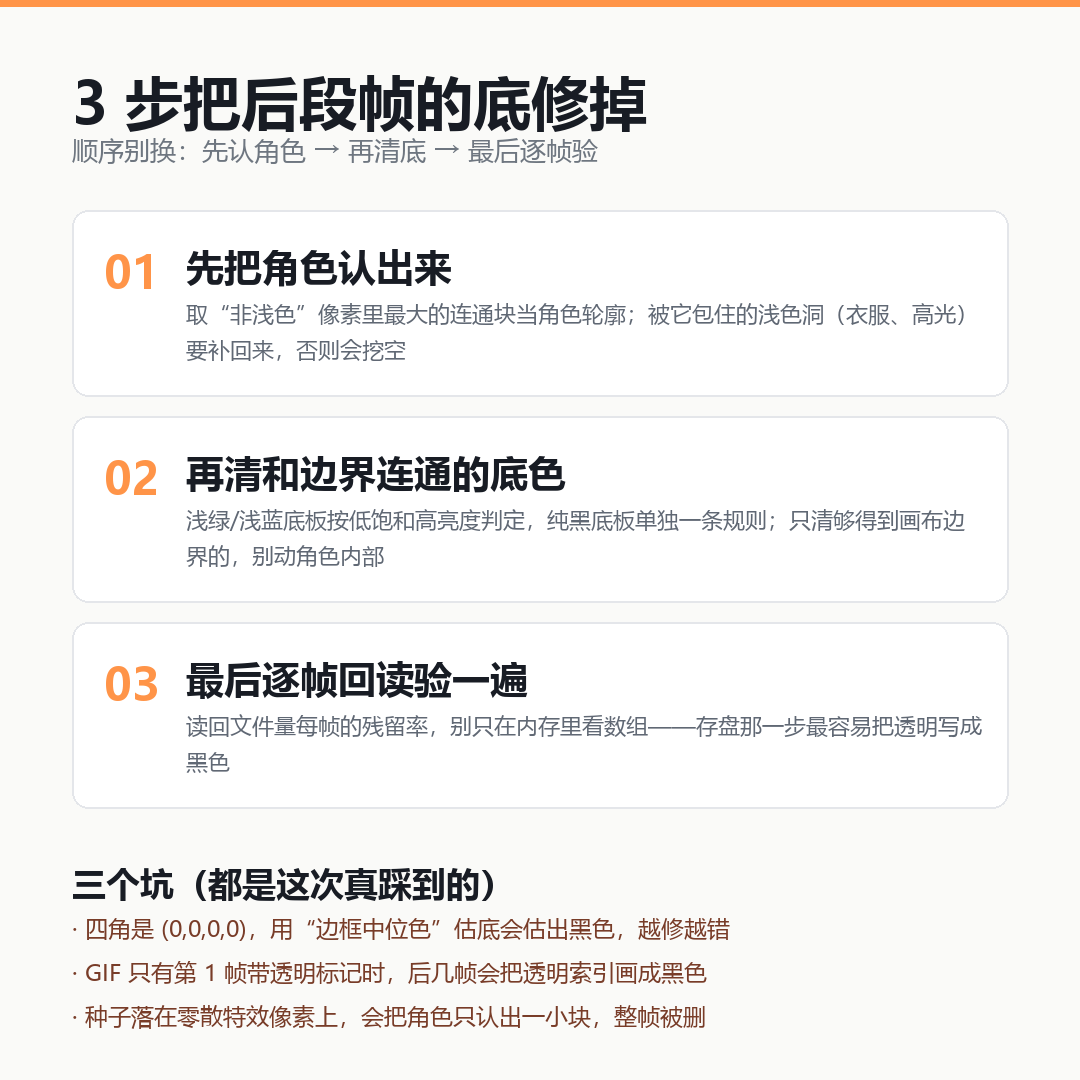 3 步把后段帧的底修掉
顺序别换：先认角色 → 再清底 → 最后逐帧验
01
先把角色认出来
取“非浅色”像素里最大的连通块当角色轮廓；被它包住的浅色洞（衣服、高光）
要补回来，否则会挖空
02
再清和边界连通的底色
浅绿/浅蓝底板按低饱和高亮度判定，纯黑底板单独一条规则；只清够得到画布边
界的，别动角色内部
03
最后逐帧回读验一遍
读回文件量每帧的残留率，别只在内存里看数组——存盘那一步最容易把透明写成
黑色
三个坑（都是这次真踩到的）
· 四角是 (0,0,0,0)，用“边框中位色”估底会估出黑色，越修越错
· GIF 只有第 1 帧带透明标记时，后几帧会把透明索引画成黑色
· 种子落在零散特效像素上，会把角色只认出一小块，整帧被删